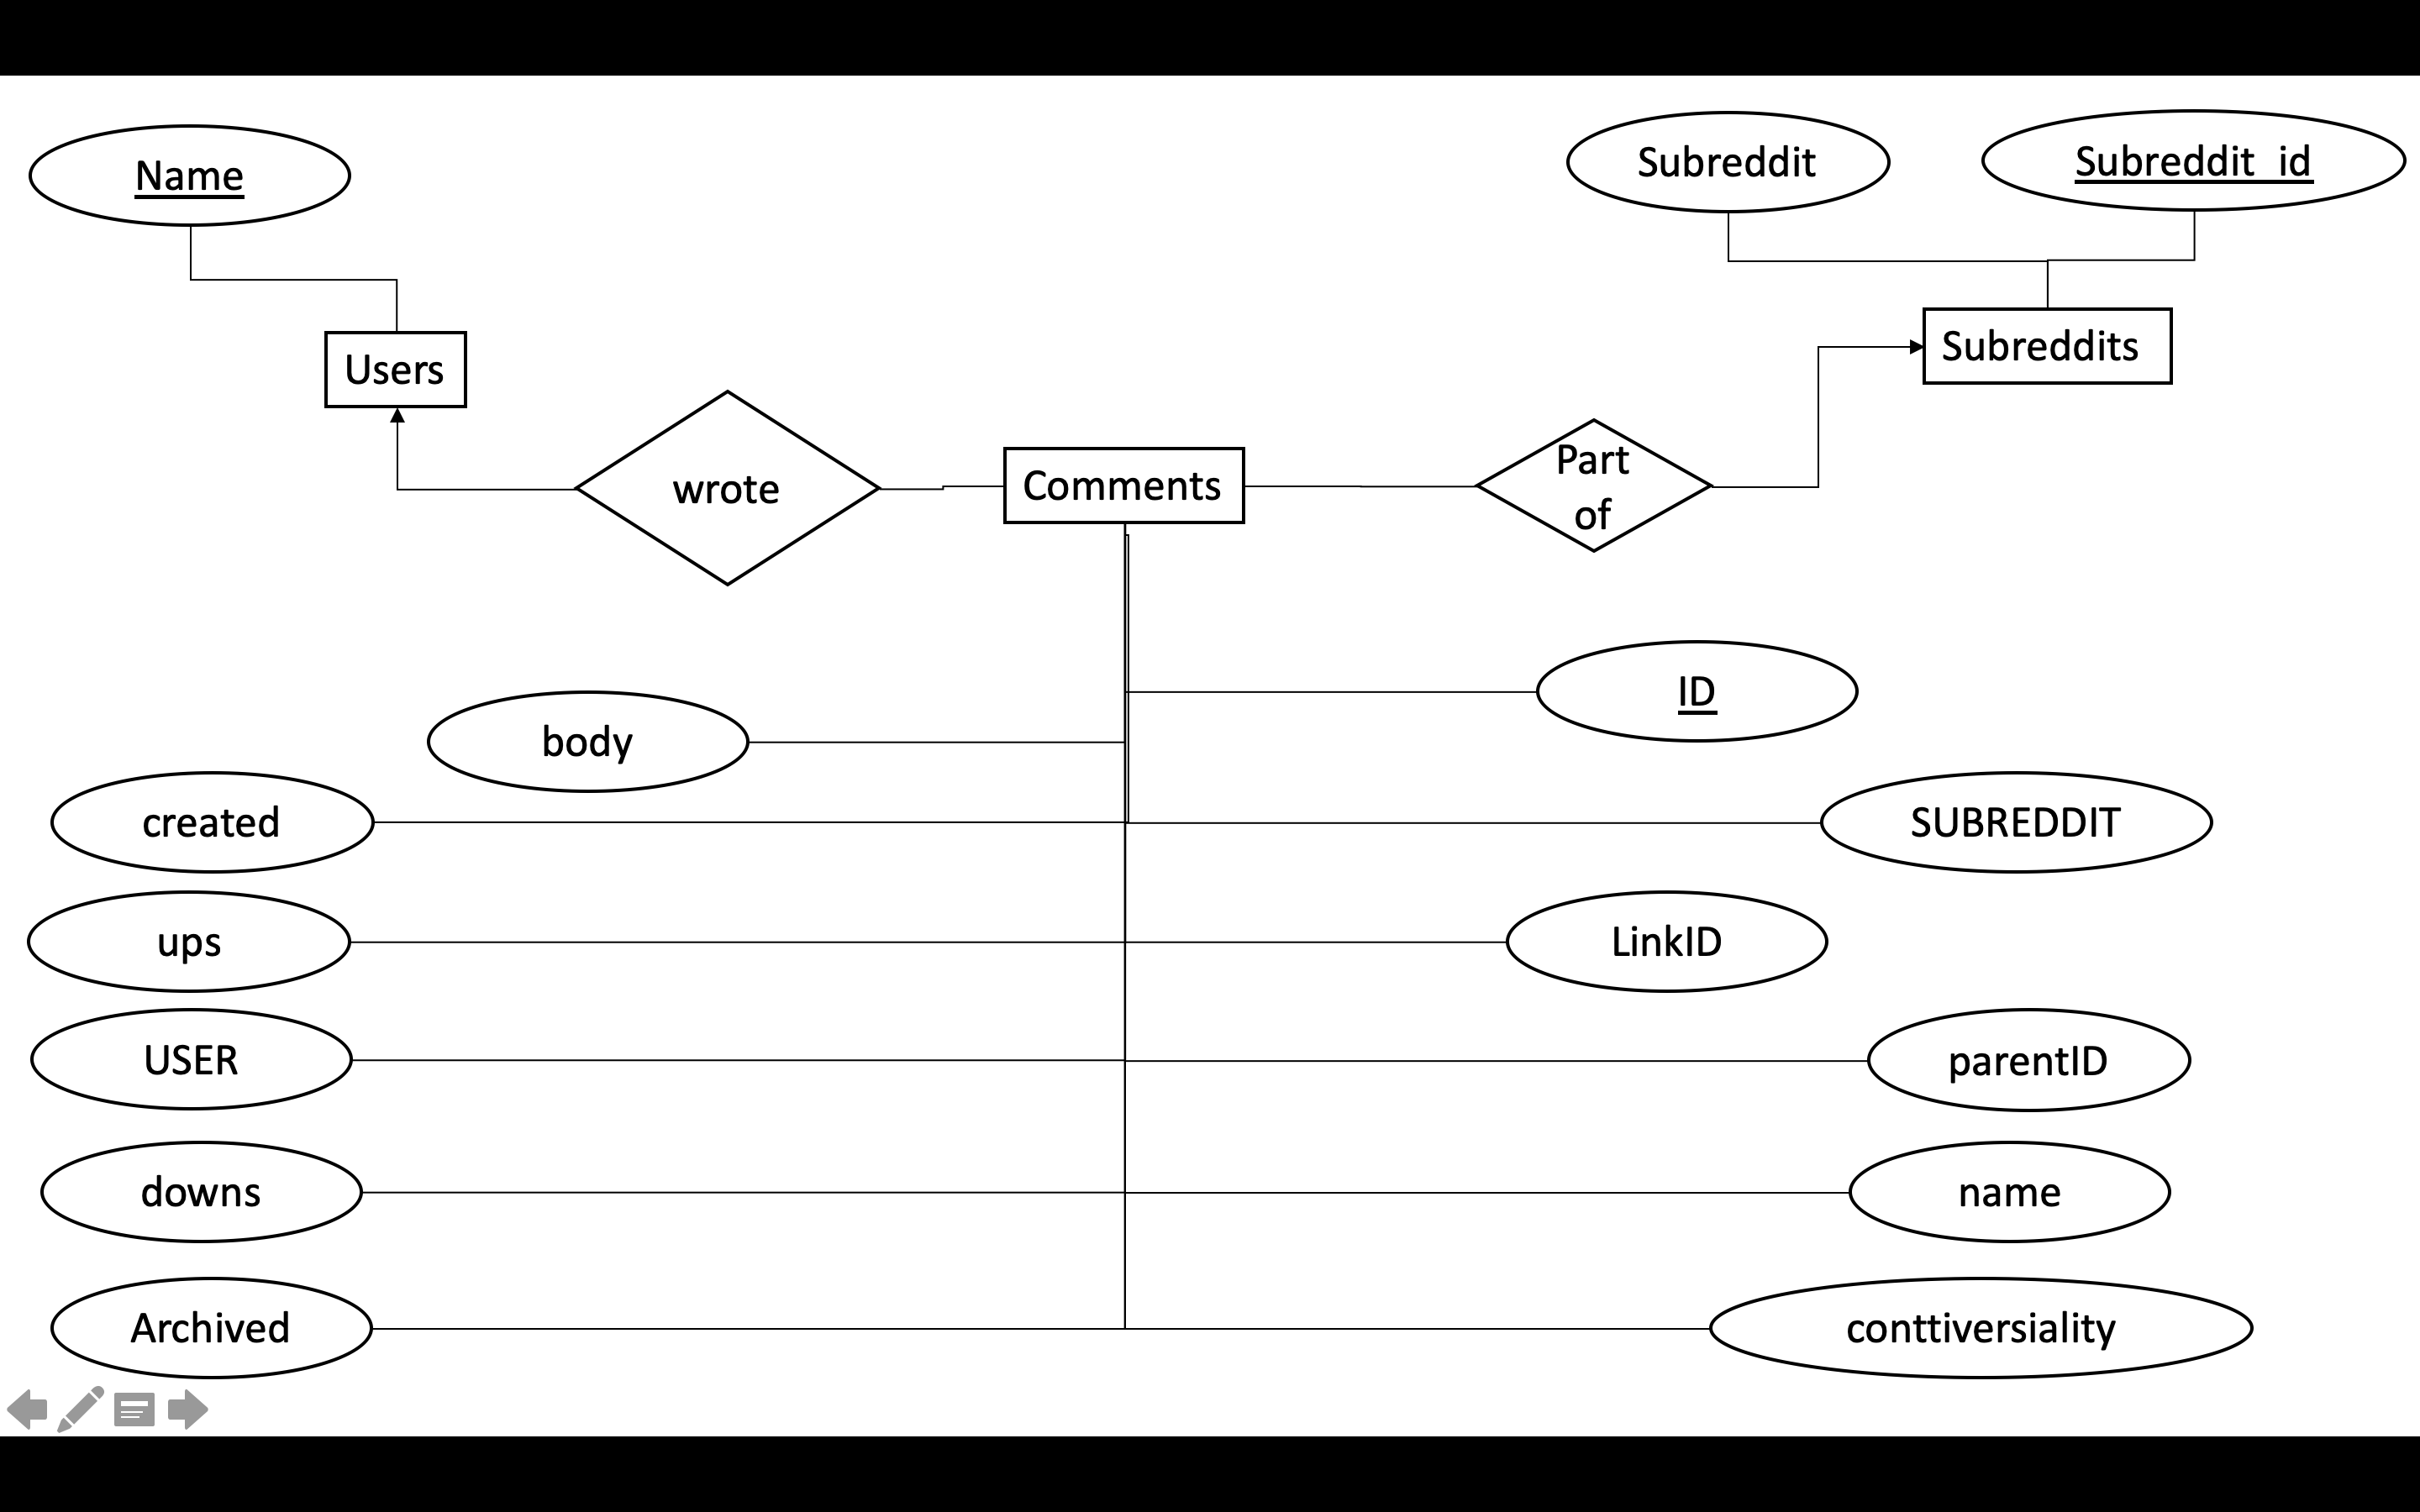 Name
Subreddit
Subreddit_id
Users
Subreddits
wrote
Comments
Part
of
ID
body
created
SUBREDDIT
ups
LinkID
USER
parentID
downs
name
Archived
conttiversiality